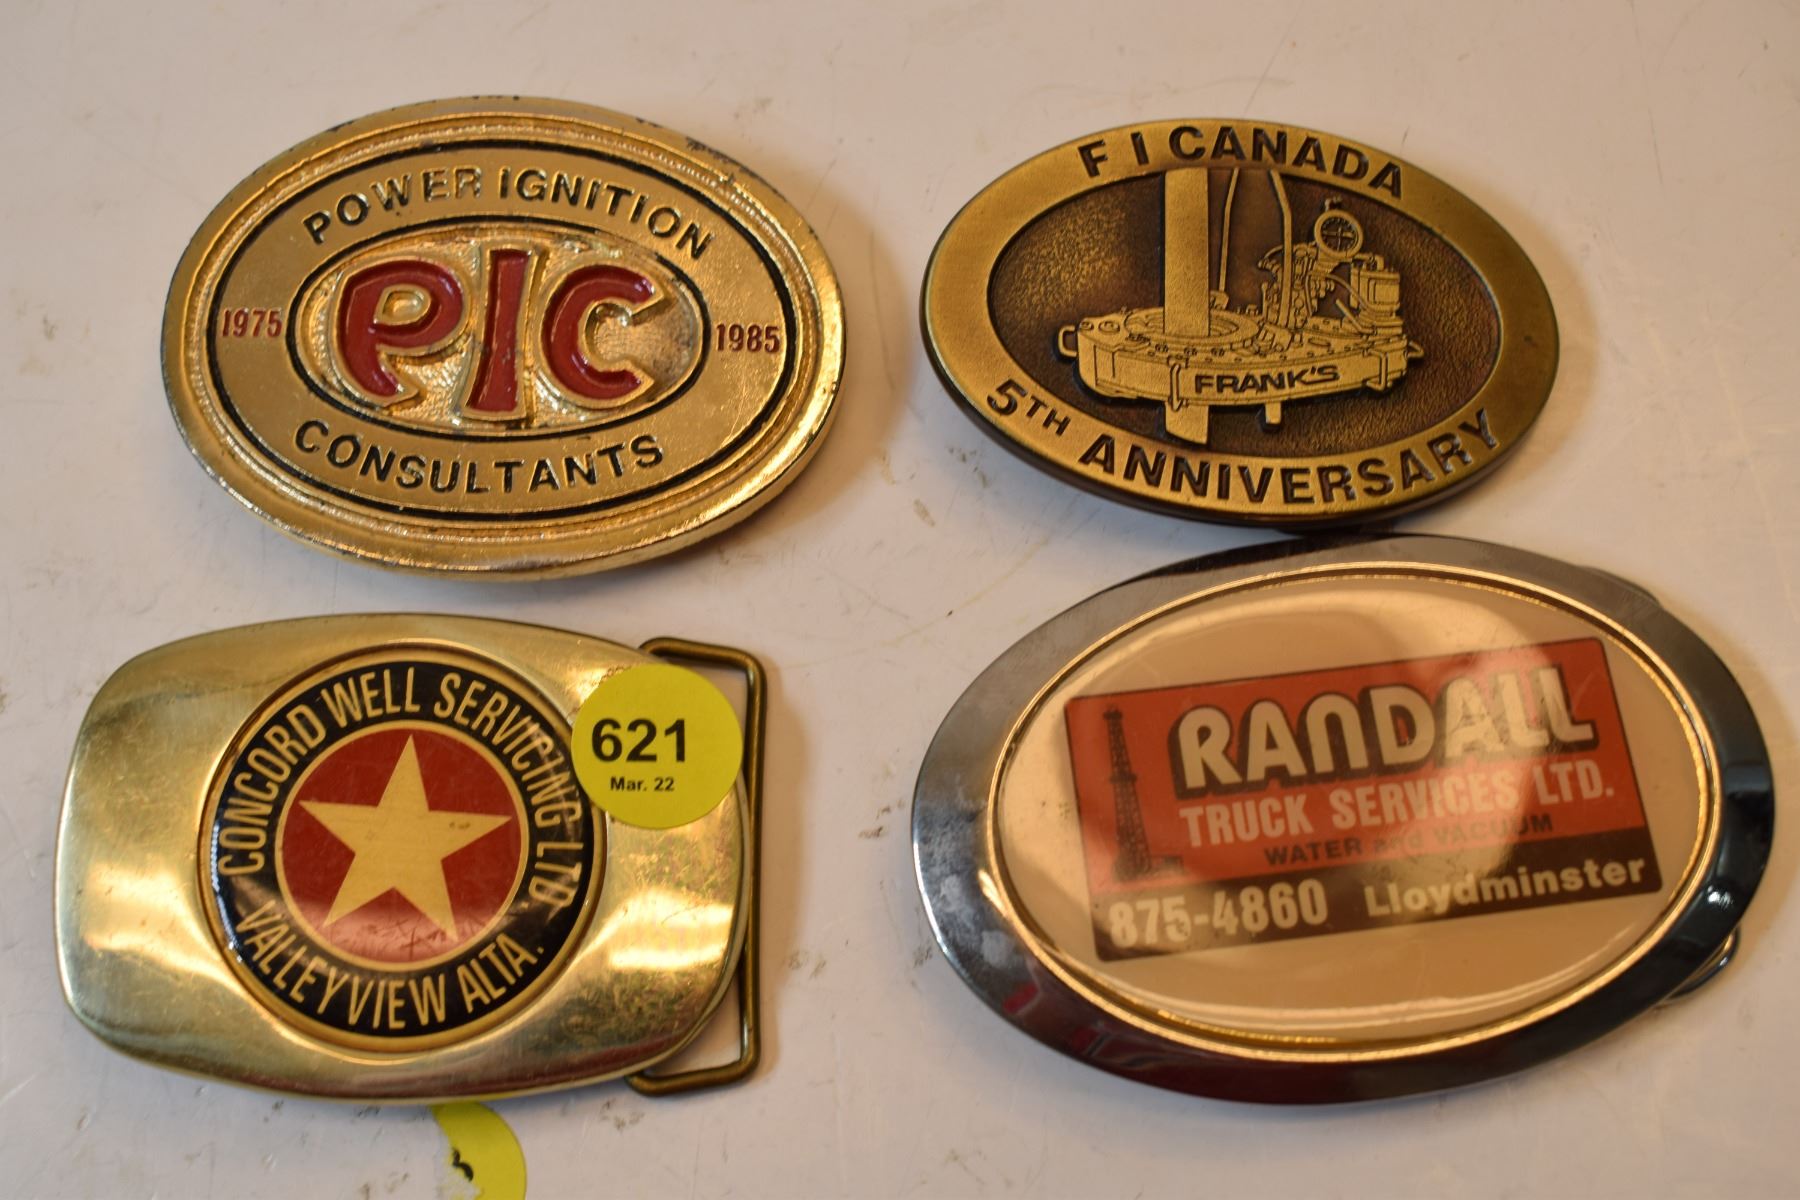 POWER IGNITION
PIC
1975 1985
CONSULTANTS
F I CANADA
FRANK'S
5TH ANNIVERSARY
CONCORD WELL SERVICING LTD.
VALLEYVIEW ALTA.
621
Mar. 22
RANDALL
TRUCK SERVICES LTD.
WATER and VACUUM
875-4860 Lloydminster